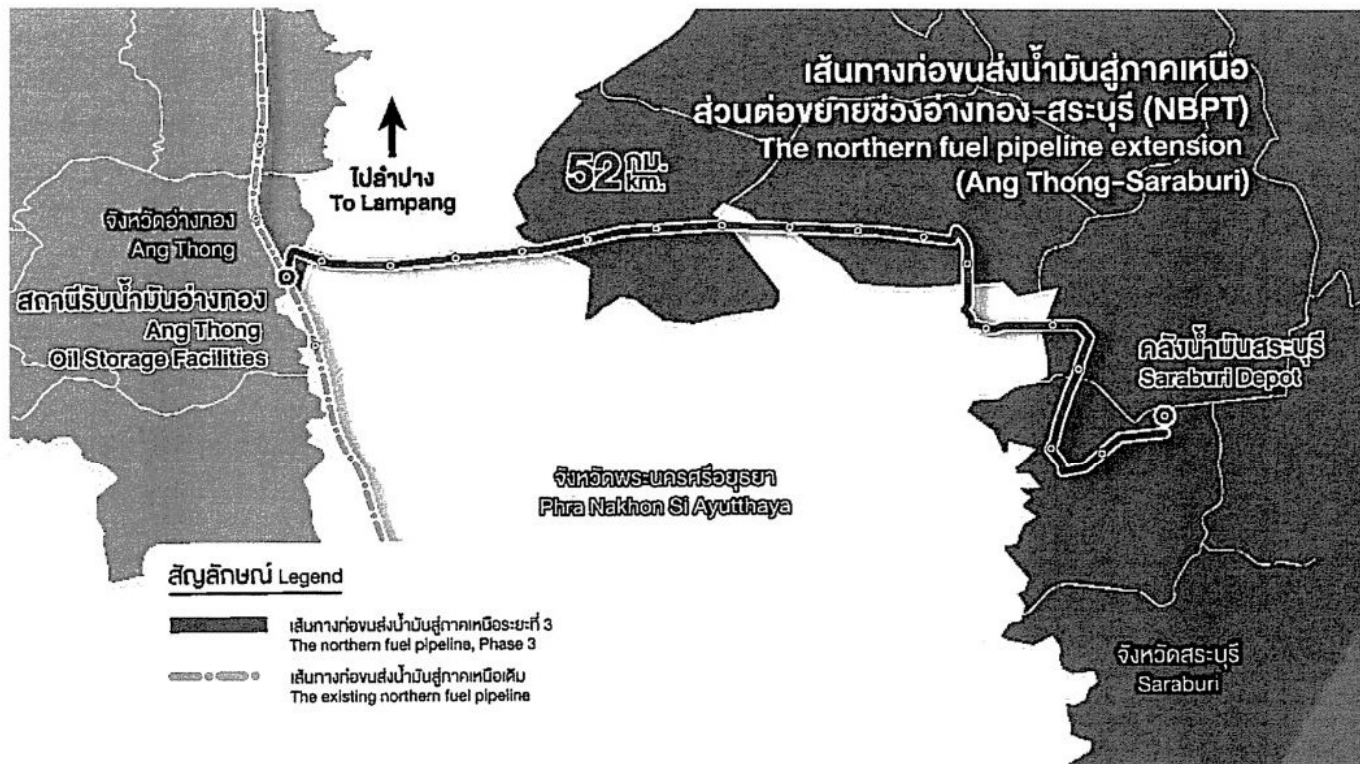 เส้นทางท่อขนส่งน้ำมันสู่ภาคเหนือ
ส่วนต่อขยายช่วงอ่างทอง-สระบุรี (NBPT)
The northern fuel pipeline extension
(Ang Thong-Saraburi)
52 กม.
km.
ไปลำปาง
To Lampang
จังหวัดอ่างทอง
Ang Thong
สถานีรับน้ำมันอ่างทอง
Ang Thong
Oil Storage Facilities
คลังน้ำมันสระบุรี
Saraburi Depot
จังหวัดพระนครศรีอยุธยา
Phra Nakhon Si Ayutthaya
สัญลักษณ์ Legend
เส้นทางท่อขนส่งน้ำมันสู่ภาคเหนือระยะที่ 3
The northern fuel pipeline, Phase 3
เส้นทางท่อขนส่งน้ำมันสู่ภาคเหนือเดิม
The existing northern fuel pipeline
จังหวัดสระบุรี
Saraburi